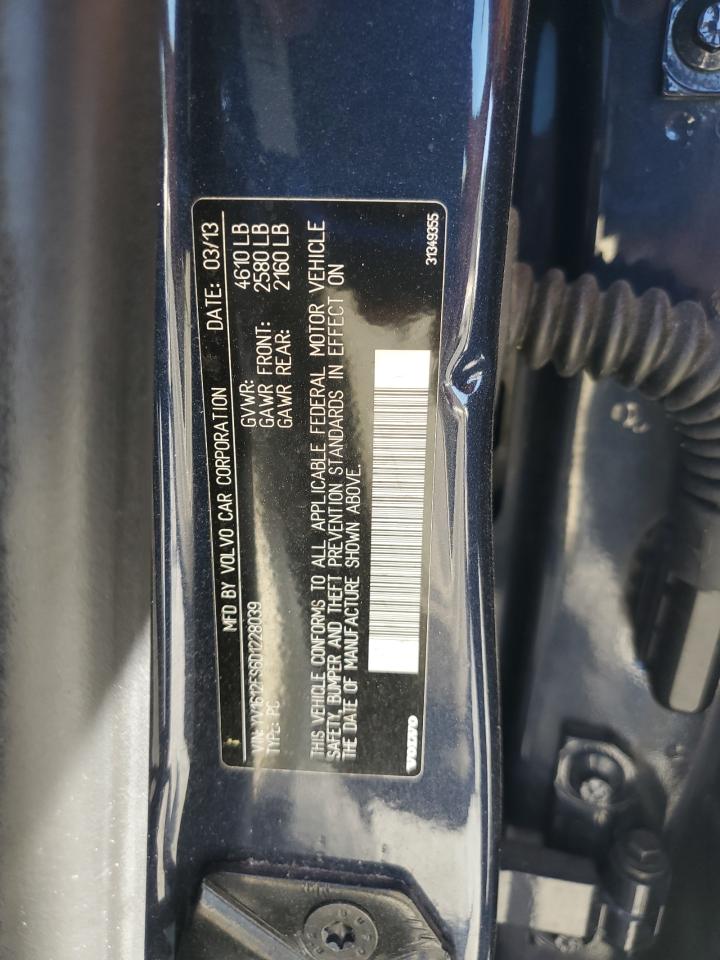 MFD BY VOLVO CAR CORPORATION DATE: 03/13
GVWR: 4610 LB
GAWR FRONT: 2580 LB
GAWR REAR: 2160 LB
VIN: YV1612FS6D1228039
TYPE: PC
THIS VEHICLE CONFORMS TO ALL APPLICABLE FEDERAL MOTOR VEHICLE
SAFETY, BUMPER AND THEFT PREVENTION STANDARDS IN EFFECT ON
THE DATE OF MANUFACTURE SHOWN ABOVE.
VOLVO
31349355